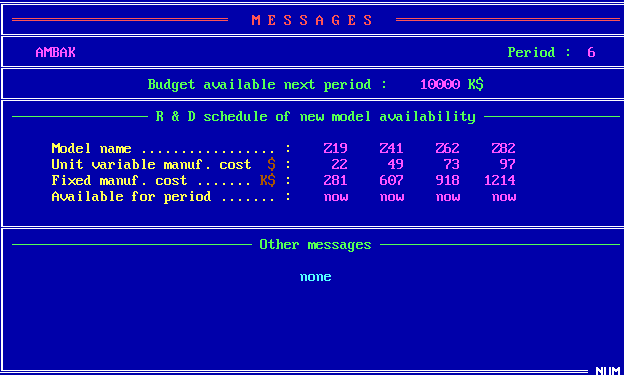 M E S S A G E S
AMBAK Period : 6
Budget available next period : 10000 K$
R & D schedule of new model availability
Model name ................. : Z19 Z41 Z62 Z82
Unit variable manuf. cost $ : 22 49 73 97
Fixed manuf. cost ....... K$ : 281 607 918 1214
Available for period ....... : now now now now
Other messages
none
NUM